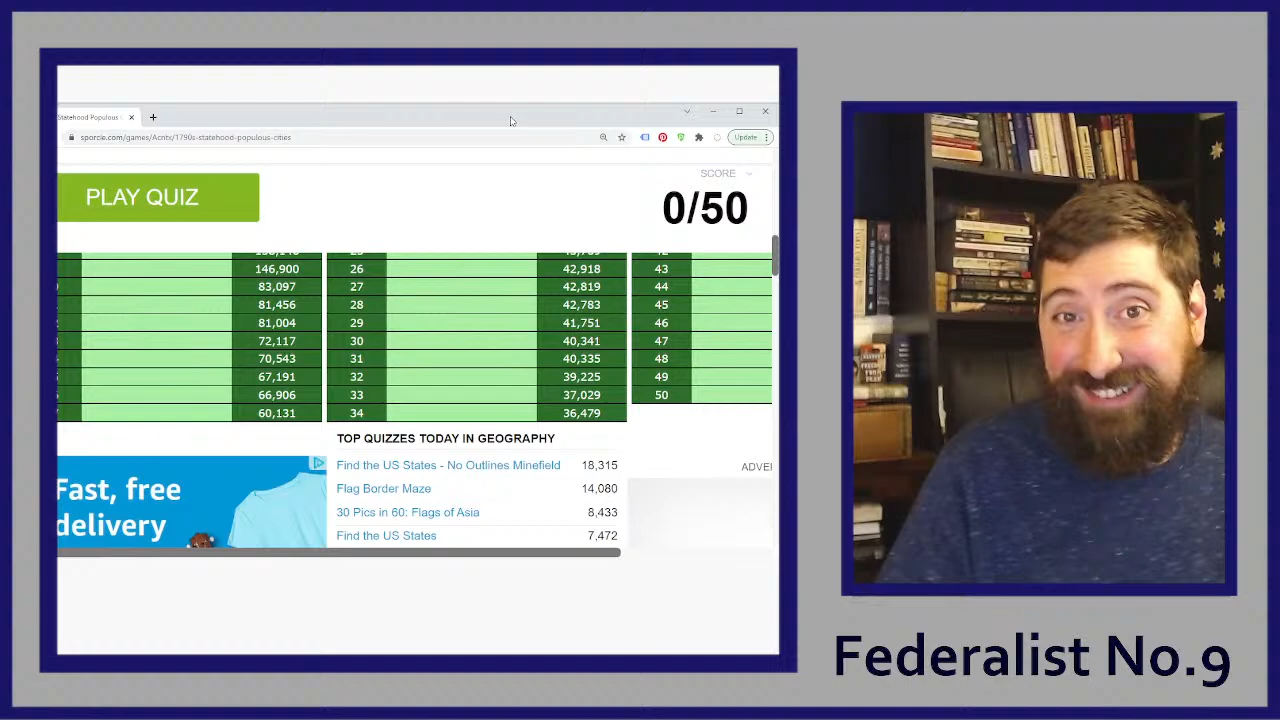 Statehood Populous
sporcle.com/games/Acntx/1790s-statehood-populous-cities
Update
PLAY QUIZ
SCORE
0/50
146,900
83,097
81,456
81,004
72,117
70,543
67,191
66,906
60,131
26 42,918
27 42,819
28 42,783
29 41,751
30 40,341
31 40,335
32 39,225
33 37,029
34 36,479
43
44
45
46
47
48
49
50
TOP QUIZZES TODAY IN GEOGRAPHY
Find the US States - No Outlines Minefield 18,315
Flag Border Maze 14,080
30 Pics in 60: Flags of Asia 8,433
Find the US States 7,472
Fast, free
delivery
ADVE
Federalist No.9